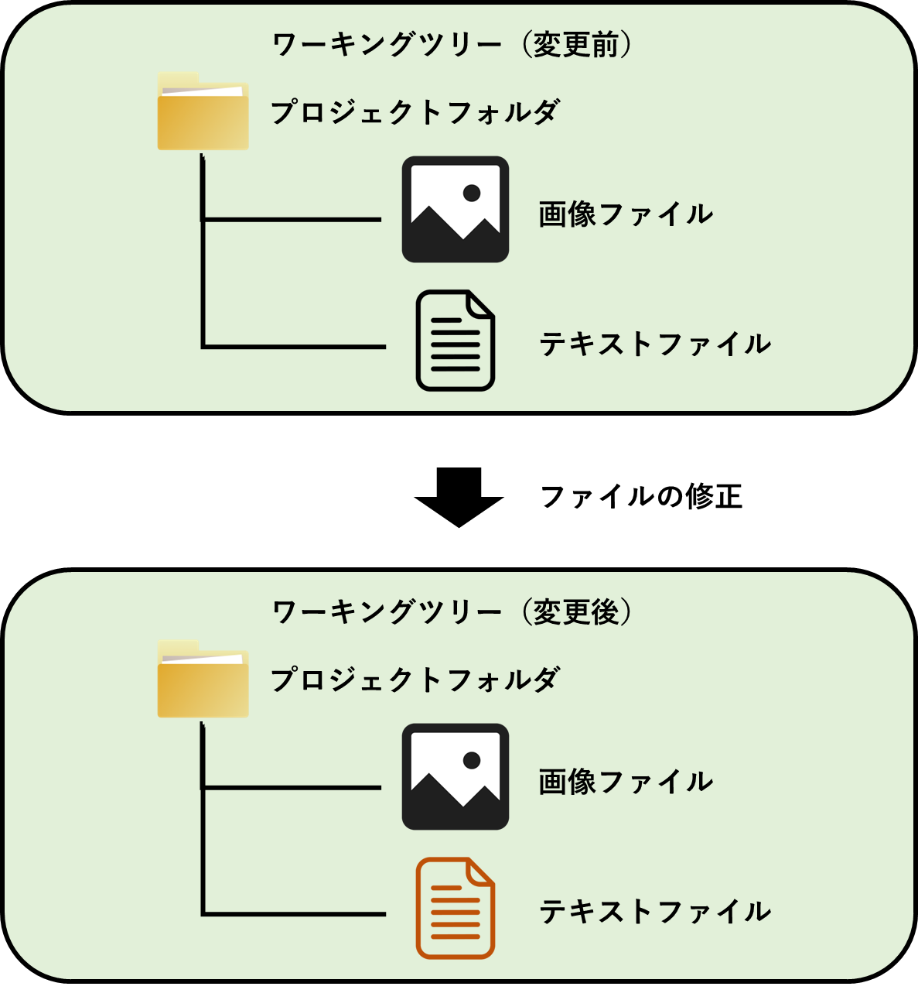 ワーキングツリー（変更前）
プロジェクトフォルダ
画像ファイル
テキストファイル
ファイルの修正
ワーキングツリー（変更後）
プロジェクトフォルダ
画像ファイル
テキストファイル